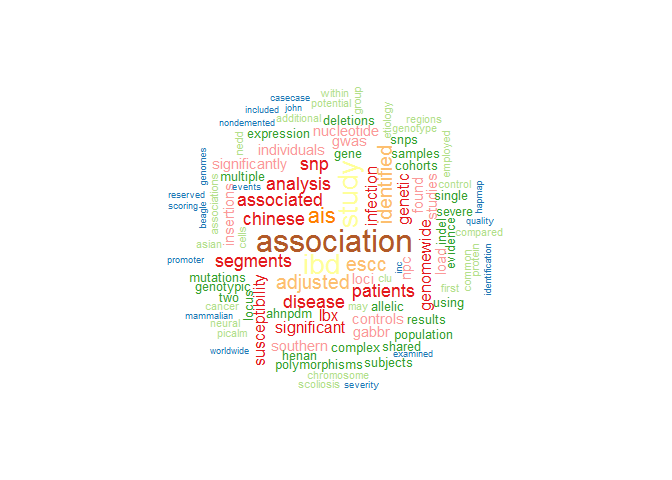 casecase
within
included
john
potential
group
nondemented
additional
deletions
etiology
regions
expression
nucleotide
genotype
nedd
gwas
snps
individuals
gene
employed
genomes
significantly
snp
samples
cohorts
multiple
study
identified
infection
genetic
found
studies
control
hapmap
events
analysis
single
reserved
associations
associated
scoring
insertions
ais
severe
beagle
chinese
quality
cells
association
indel
compared
asian
evidence
promoter
segments
ibd
escc
npc
load
common
protein
identification
inc
mutations
adjusted
loci
clu
genomewide
first
genotypic
susceptibility
patients
two
locus
disease
may
allelic
using
cancer
mammalian
ahnpdm
lbx
controls
results
neural
significant
gabbr
population
picalm
southern
complex
shared
worldwide
henan
examined
polymorphisms
subjects
chromosome
scoliosis
severity